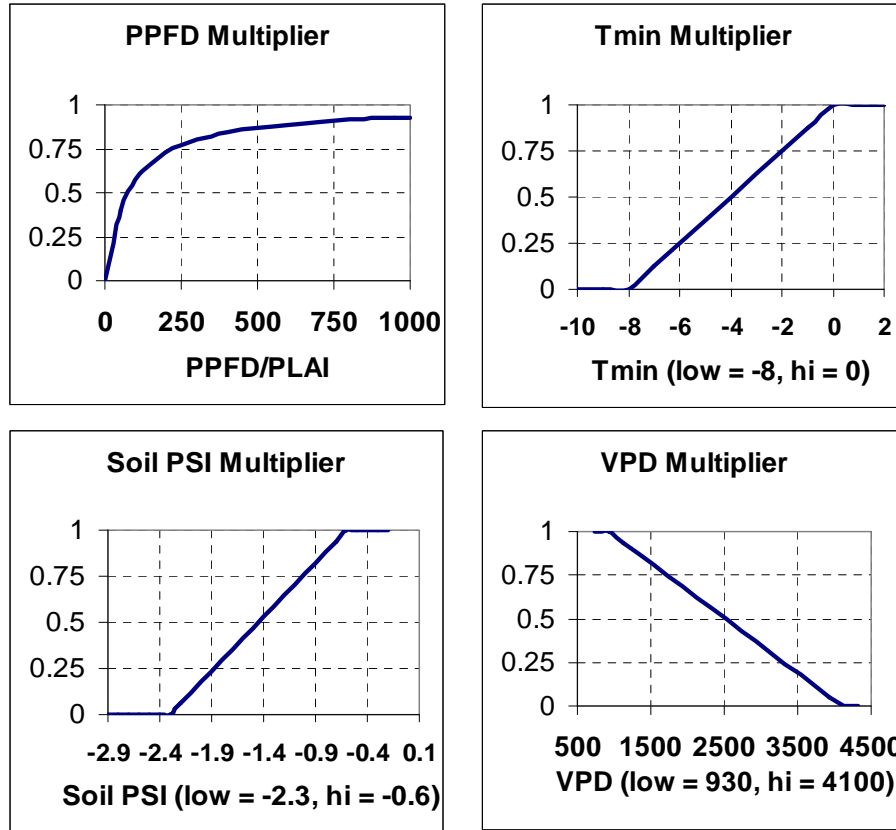 PPFD Multiplier
1
0.75
0.5
0.25
0
0 250 500 750 1000
PPFD/PLAI
Tmin Multiplier
1
0.75
0.5
0.25
0
-10 -8 -6 -4 -2 0 2
Tmin (low = -8, hi = 0)
Soil PSI Multiplier
1
0.75
0.5
0.25
0
-2.9 -2.4 -1.9 -1.4 -0.9 -0.4 0.1
Soil PSI (low = -2.3, hi = -0.6)
VPD Multiplier
1
0.75
0.5
0.25
0
500 1500 2500 3500 4500
VPD (low = 930, hi = 4100)